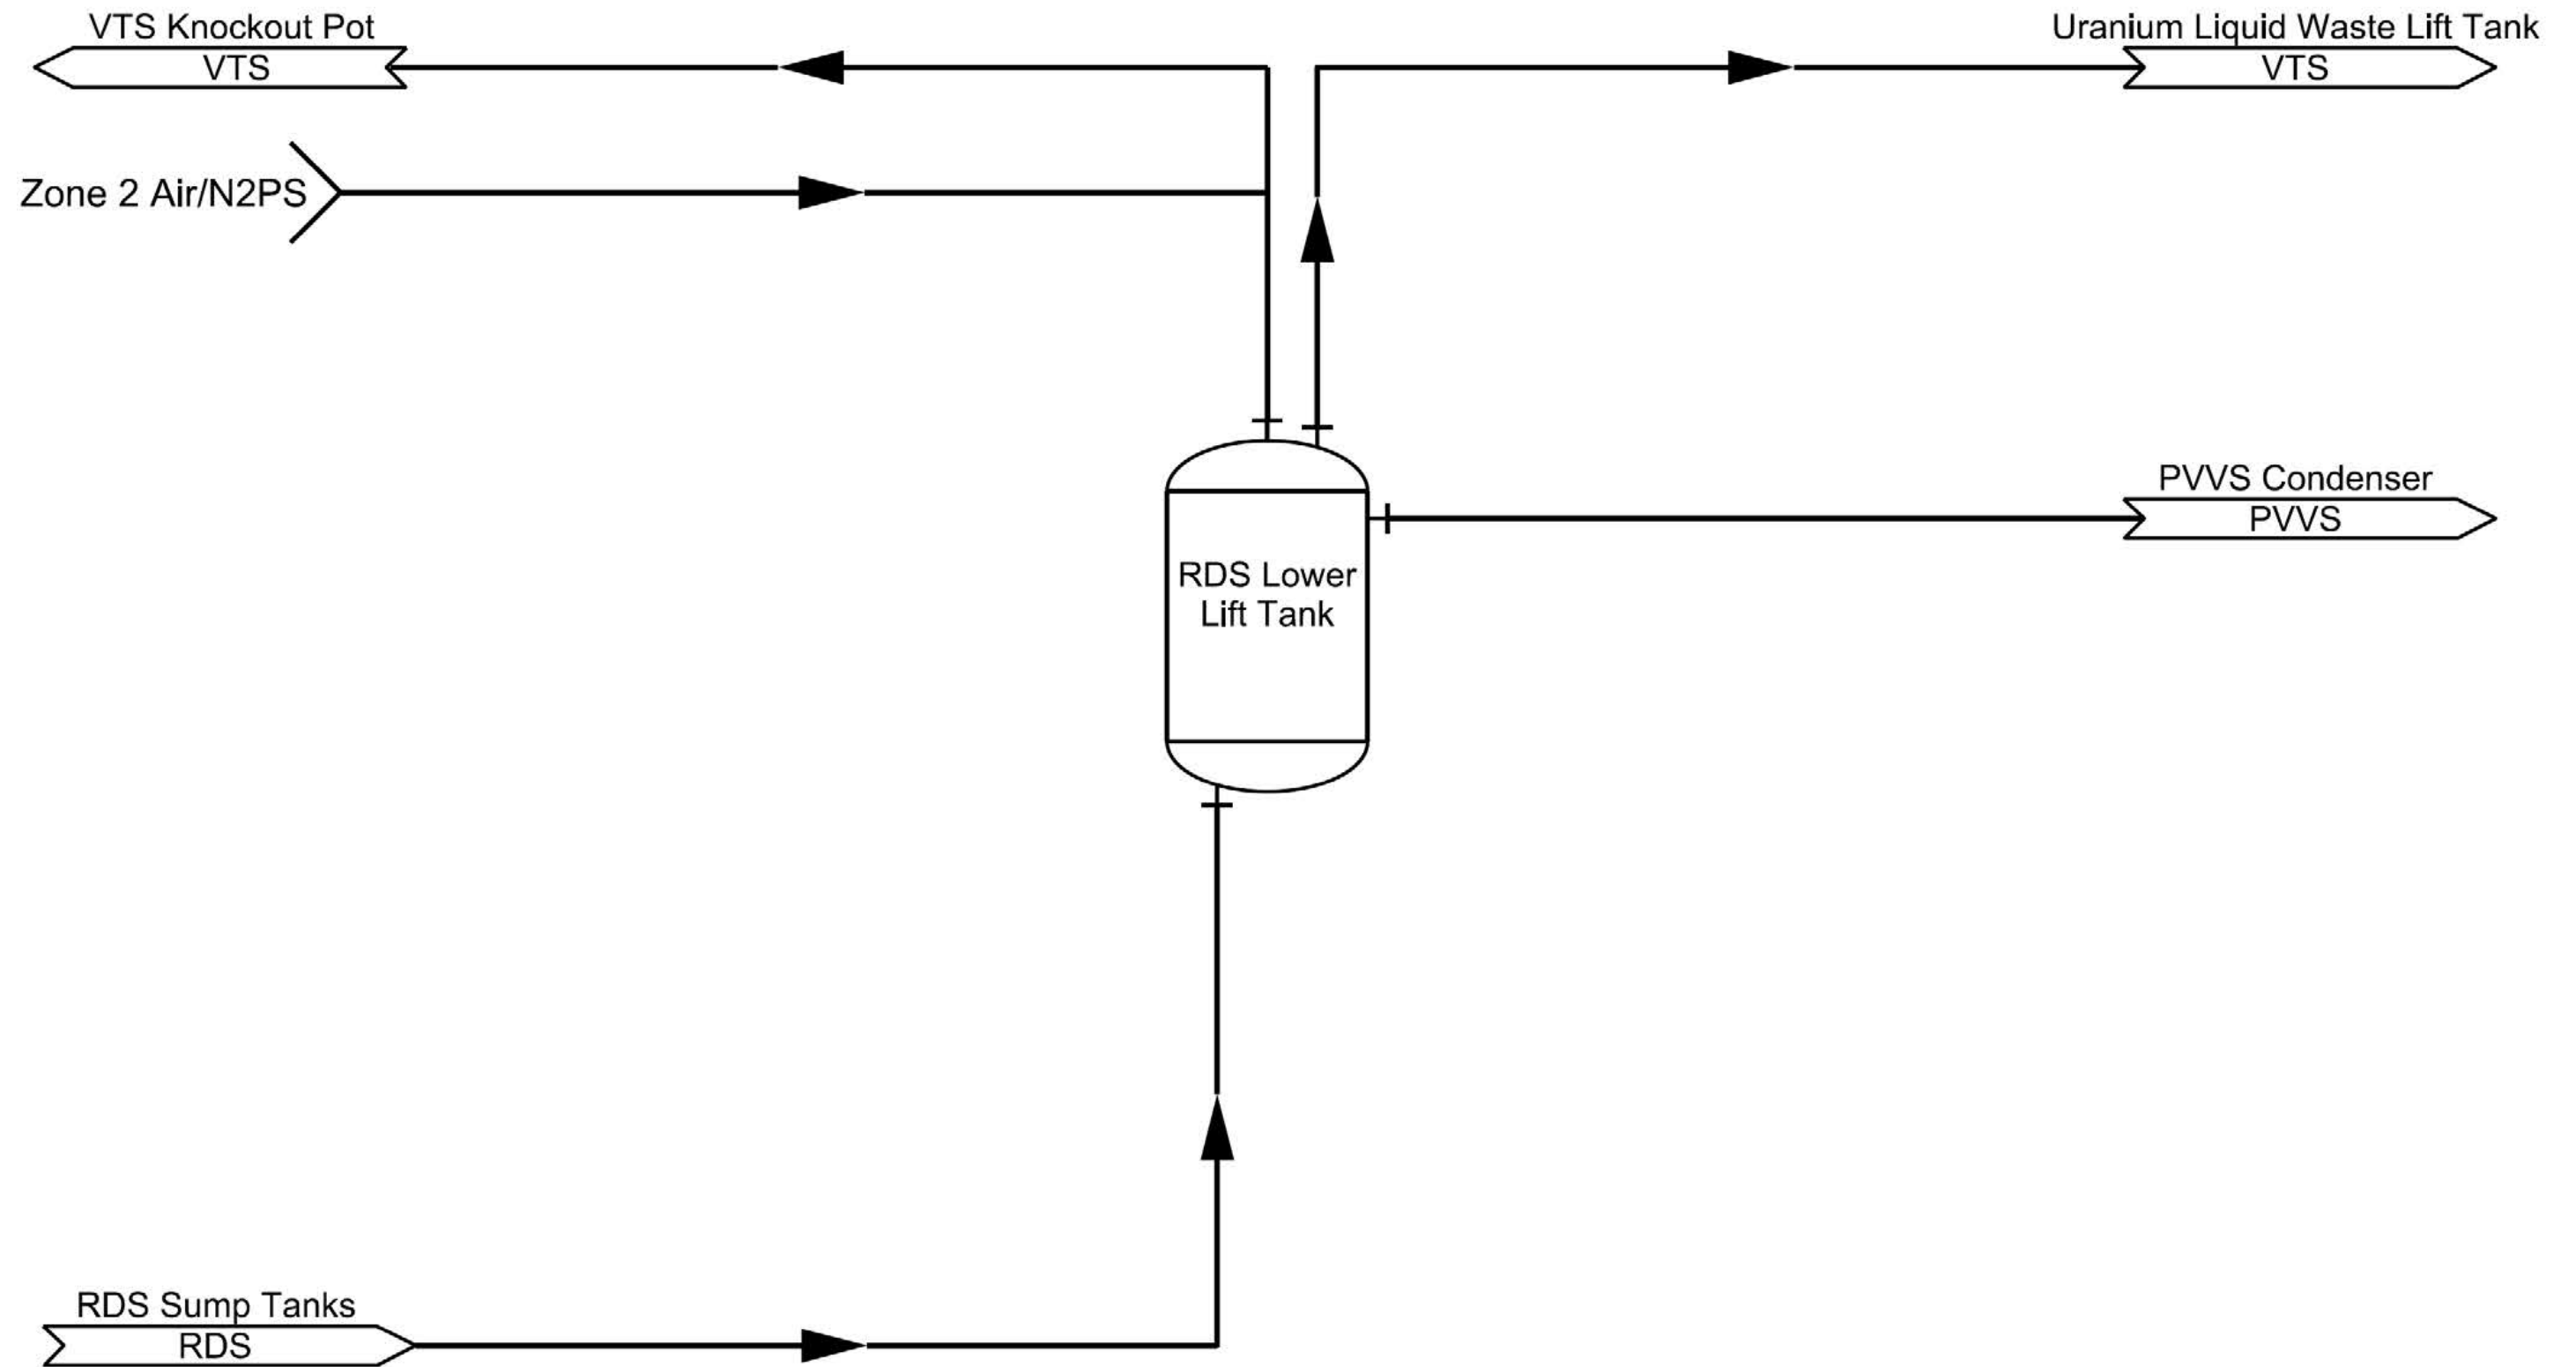 VTS Knockout Pot
VTS
Uranium Liquid Waste Lift Tank
VTS
Zone 2 Air/N2PS
PVVS Condenser
PVVS
RDS Lower
Lift Tank
RDS Sump Tanks
RDS